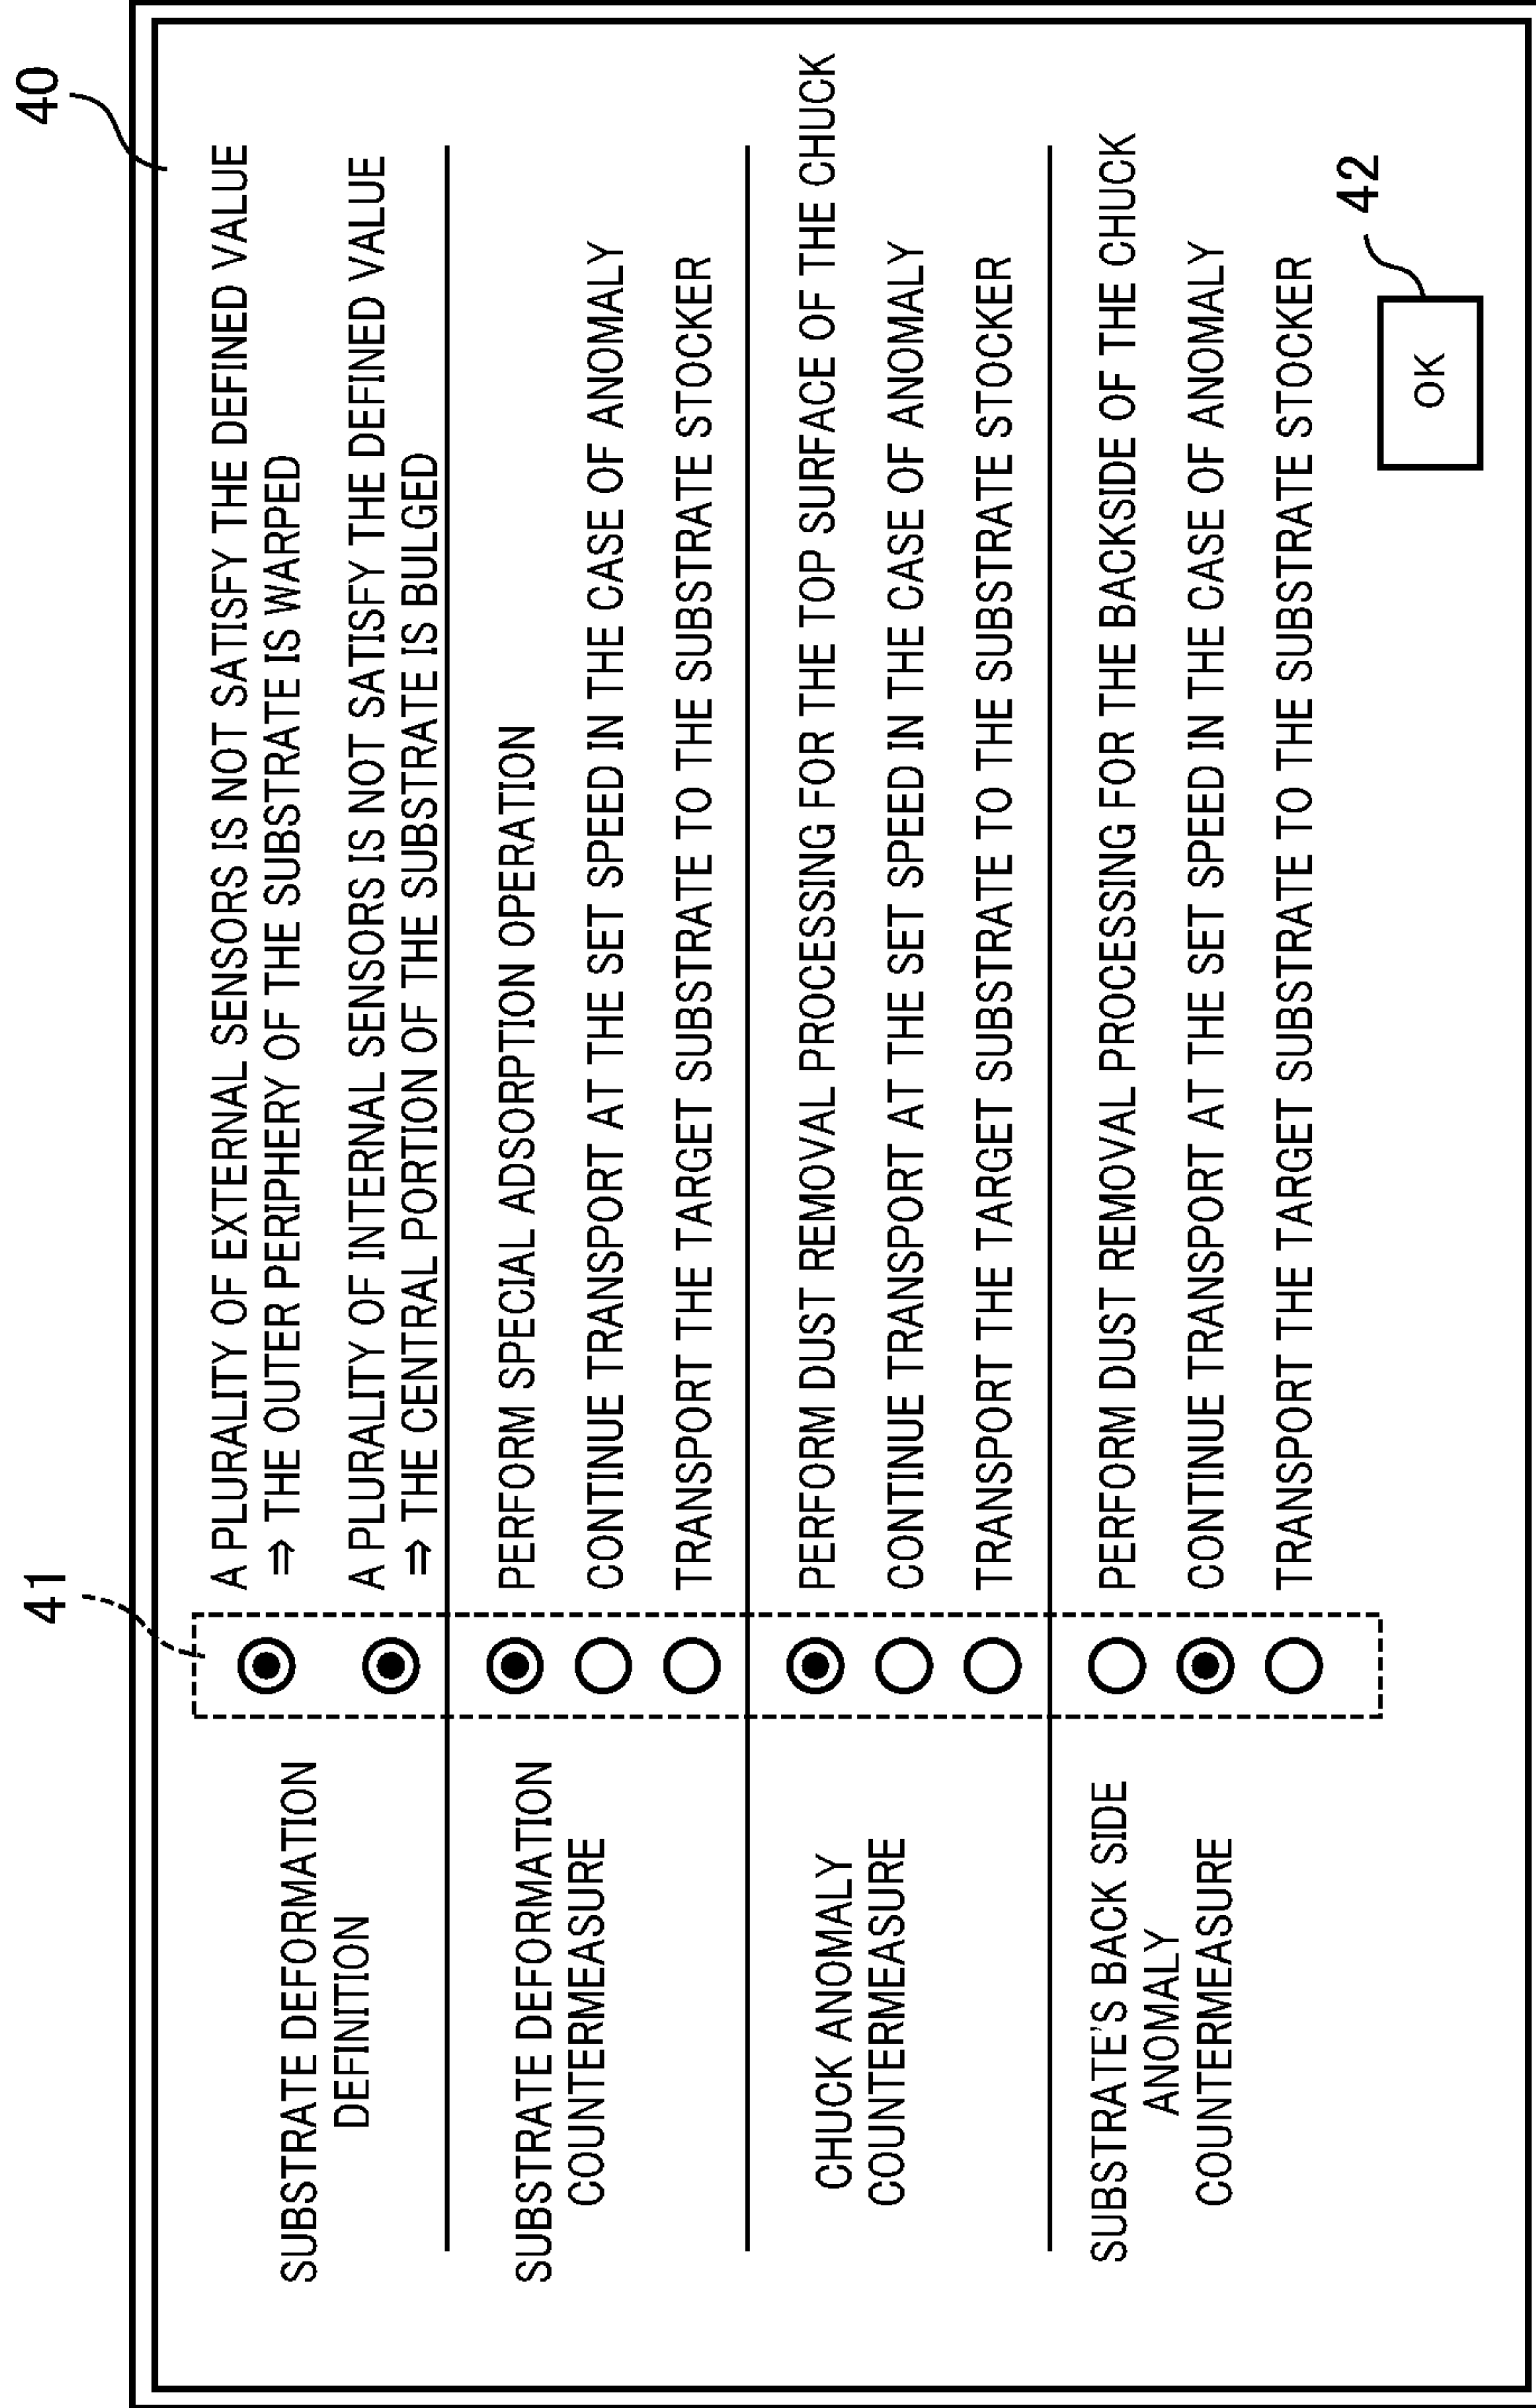 40
41
SUBSTRATE DEFORMATION
DEFINITION
A PLURALITY OF EXTERNAL SENSORS IS NOT SATISFY THE DEFINED VALUE
⇒ THE OUTER PERIPHERY OF THE SUBSTRATE IS WARPED
A PLURALITY OF INTERNAL SENSORS IS NOT SATISFY THE DEFINED VALUE
⇒ THE CENTRAL PORTION OF THE SUBSTRATE IS BULGED
SUBSTRATE DEFORMATION
COUNTERMEASURE
PERFORM SPECIAL ADSORPTION OPERATION
CONTINUE TRANSPORT AT THE SET SPEED IN THE CASE OF ANOMALY
TRANSPORT THE TARGET SUBSTRATE TO THE SUBSTRATE STOCKER
CHUCK ANOMALY
COUNTERMEASURE
PERFORM DUST REMOVAL PROCESSING FOR THE TOP SURFACE OF THE CHUCK
CONTINUE TRANSPORT AT THE SET SPEED IN THE CASE OF ANOMALY
TRANSPORT THE TARGET SUBSTRATE TO THE SUBSTRATE STOCKER
SUBSTRATE'S BACK SIDE
ANOMALY
COUNTERMEASURE
PERFORM DUST REMOVAL PROCESSING FOR THE BACKSIDE OF THE CHUCK
CONTINUE TRANSPORT AT THE SET SPEED IN THE CASE OF ANOMALY
TRANSPORT THE TARGET SUBSTRATE TO THE SUBSTRATE STOCKER
42
OK